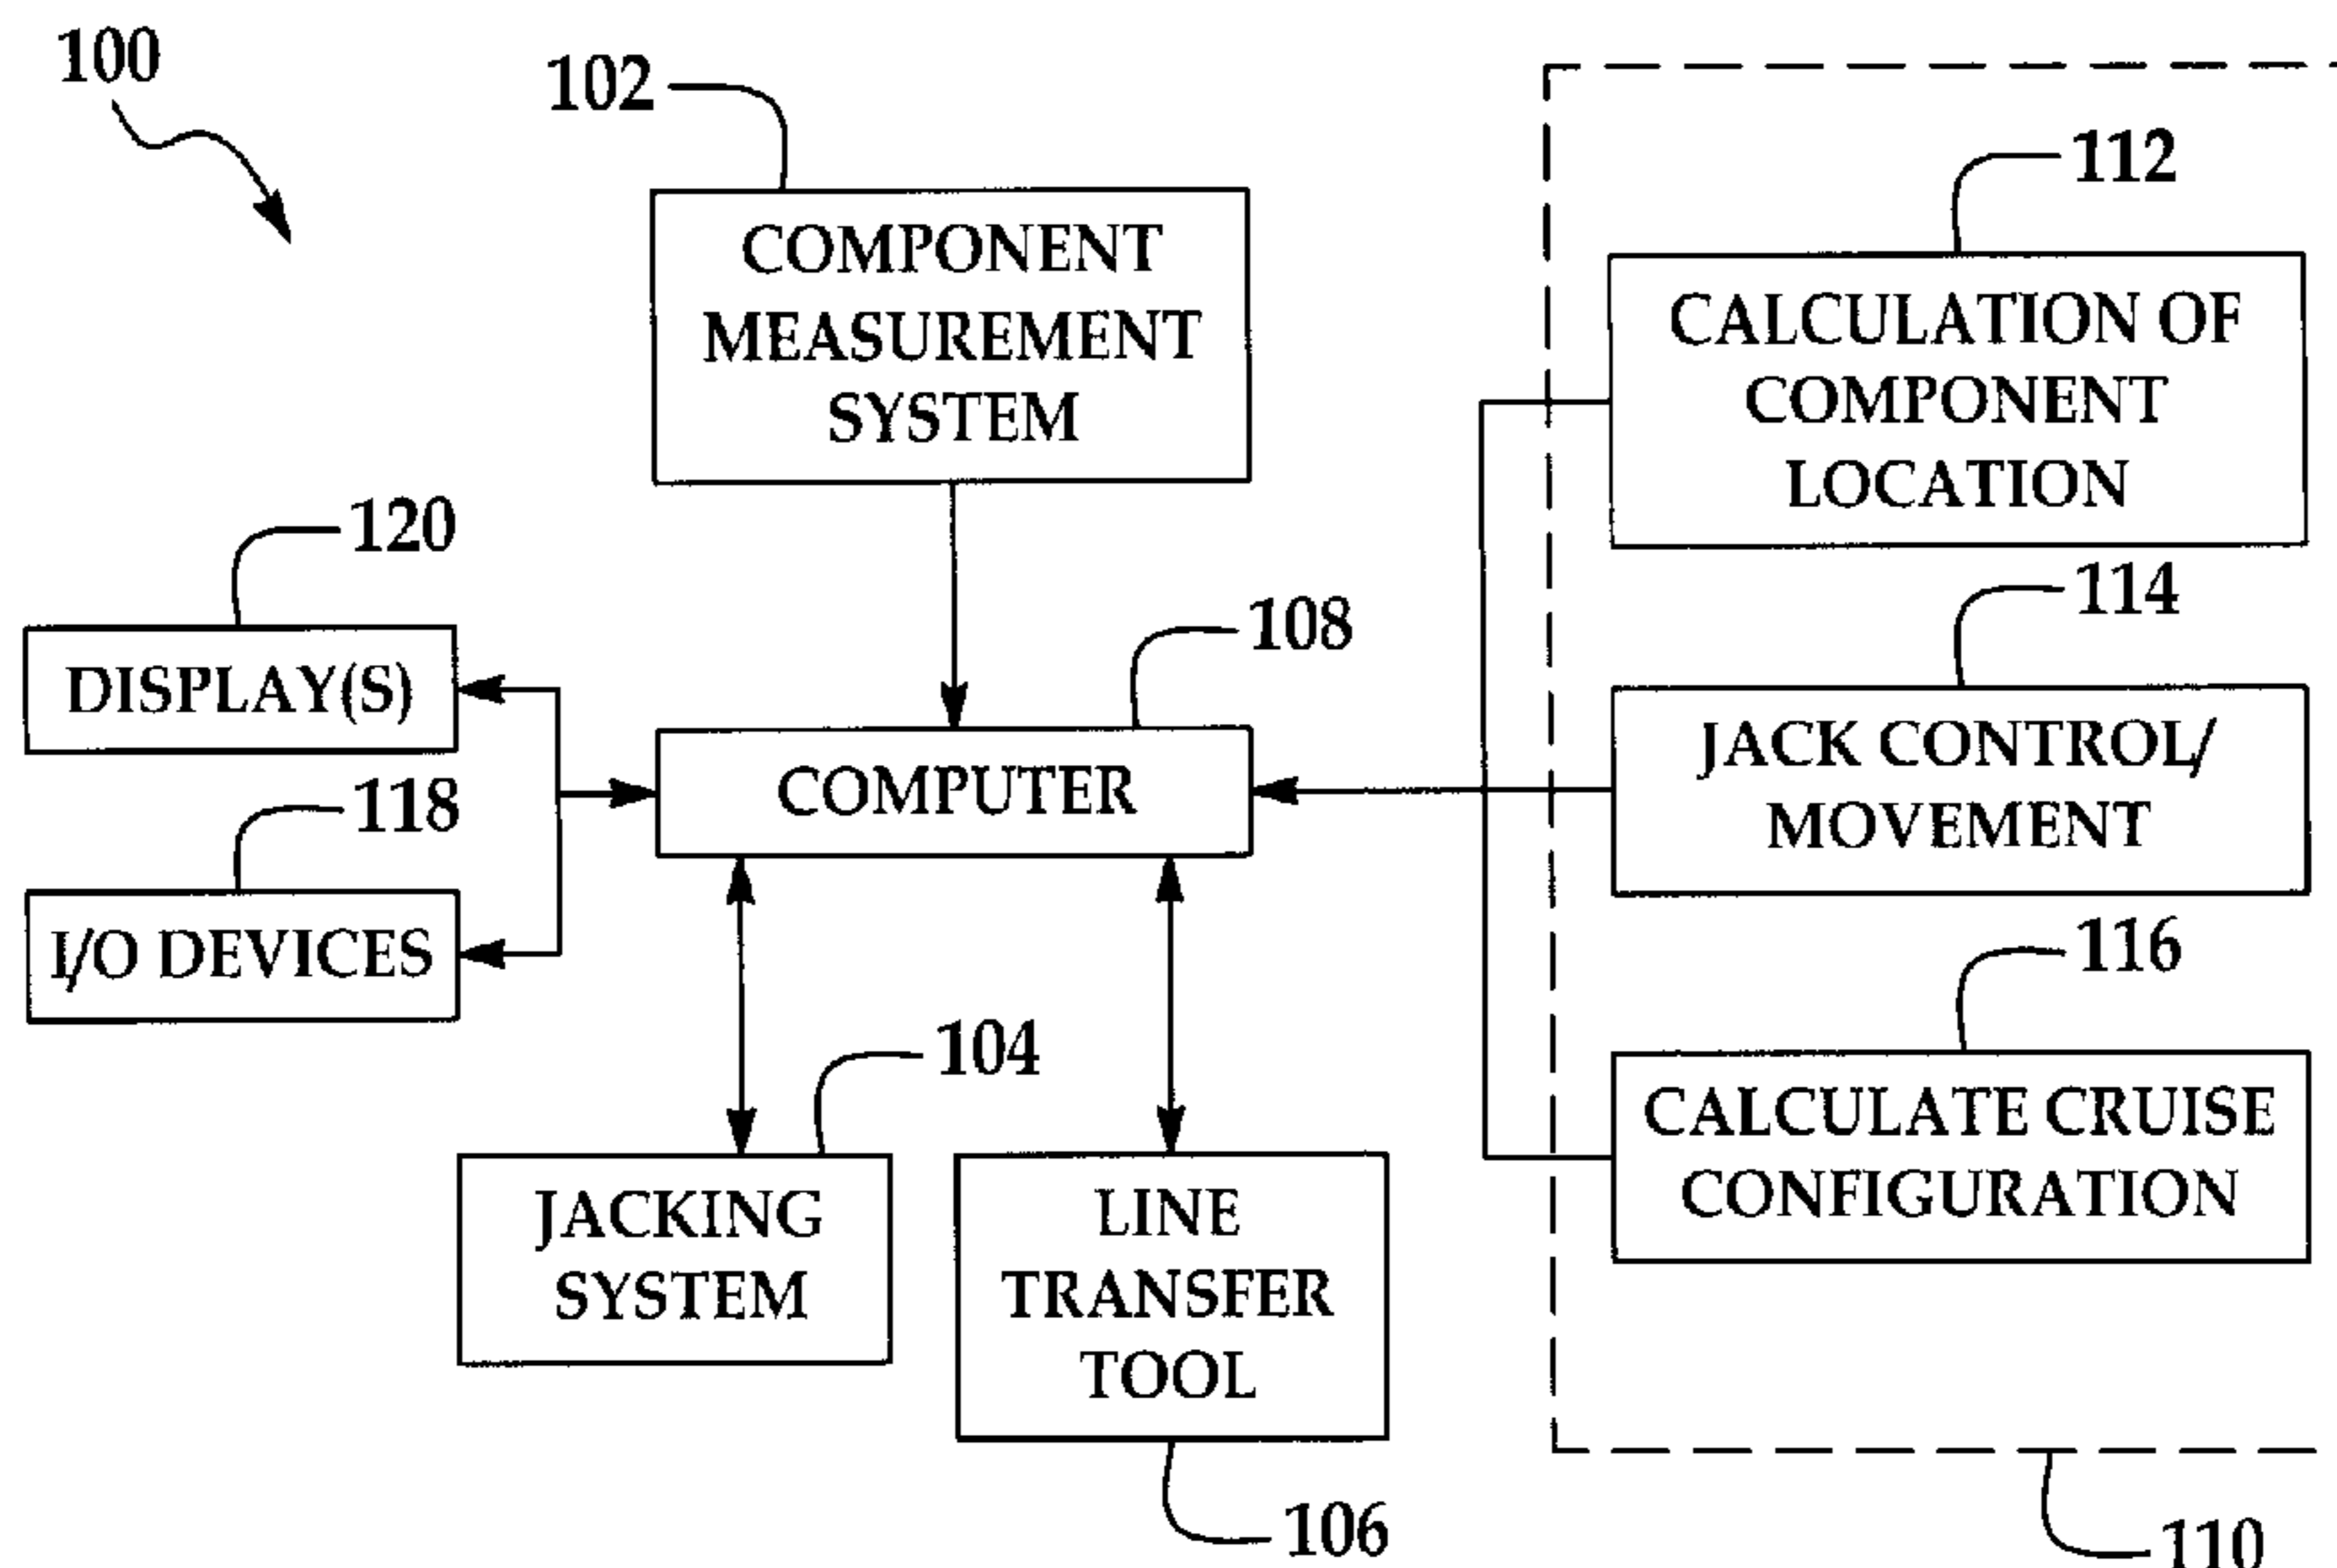 100
102
COMPONENT
MEASUREMENT
SYSTEM
112
CALCULATION OF
COMPONENT
LOCATION
120
DISPLAY(S)
108
COMPUTER
114
JACK CONTROL/
MOVEMENT
118
I/O DEVICES
116
CALCULATE CRUISE
CONFIGURATION
104
JACKING
SYSTEM
LINE
TRANSFER
TOOL
106
110